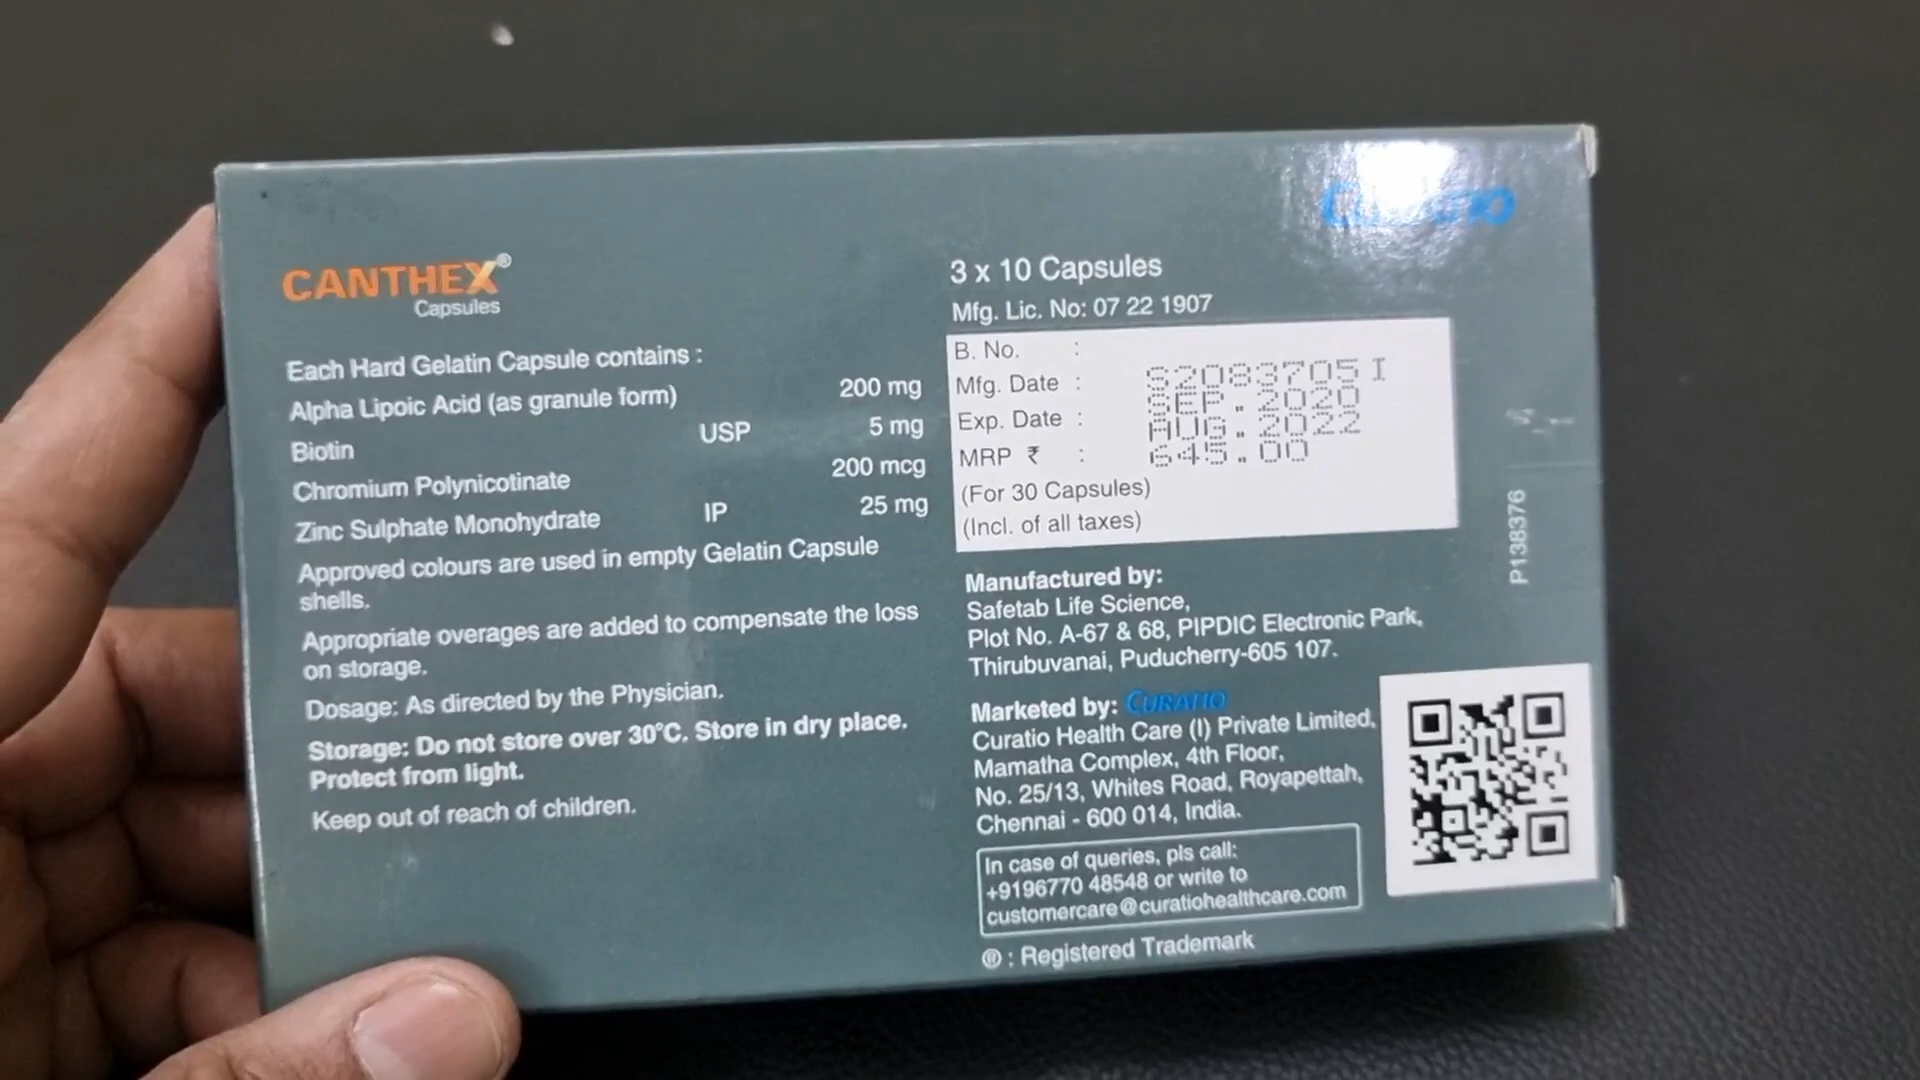 CANTHEX®
Capsules
Each Hard Gelatin Capsule contains :
Alpha Lipoic Acid (as granule form) 200 mg
Biotin USP 5 mg
Chromium Polynicotinate 200 mcg
Zinc Sulphate Monohydrate IP 25 mg
Approved colours are used in empty Gelatin Capsule
shells.
Appropriate overages are added to compensate the loss
on storage.
Dosage: As directed by the Physician.
Storage: Do not store over 30°C. Store in dry place.
Protect from light.
Keep out of reach of children.
3 x 10 Capsules
Mfg. Lic. No: 07 22 1907
B. No. : S2083705 I
Mfg. Date : SEP. 2020
Exp. Date : AUG. 2022
MRP ₹ : 645.00
(For 30 Capsules)
(Incl. of all taxes)
P138376
Manufactured by:
Safetab Life Science,
Plot No. A-67 & 68, PIPDIC Electronic Park,
Thirubuvanai, Puducherry-605 107.
Marketed by: CURATIO
Curatio Health Care (I) Private Limited,
Mamatha Complex, 4th Floor,
No. 25/13, Whites Road, Royapettah,
Chennai - 600 014, India.
In case of queries, pls call:
+9196770 48548 or write to
customercare@curatiohealthcare.com
® : Registered Trademark